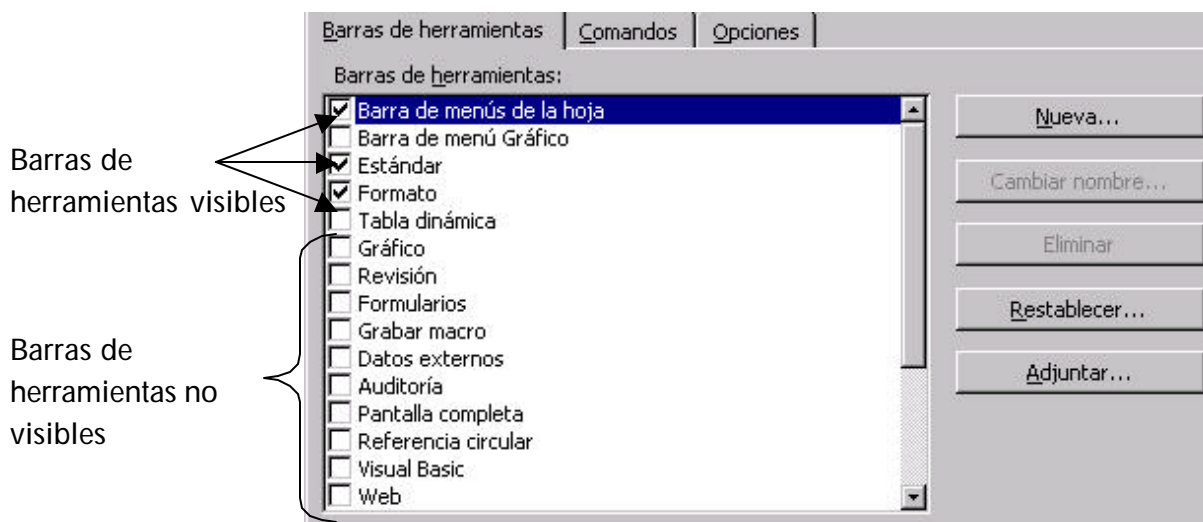 Barras de herramientas
Comandos
Opciones
Barras de herramientas:
Barra de menús de la hoja
Barra de menú Gráfico
Estándar
Formato
Tabla dinámica
Gráfico
Revisión
Formularios
Grabar macro
Datos externos
Auditoría
Pantalla completa
Referencia circular
Visual Basic
Web
Nueva...
Cambiar nombre...
Eliminar
Restablecer...
Adjuntar...
Barras de
herramientas visibles
Barras de
herramientas no
visibles